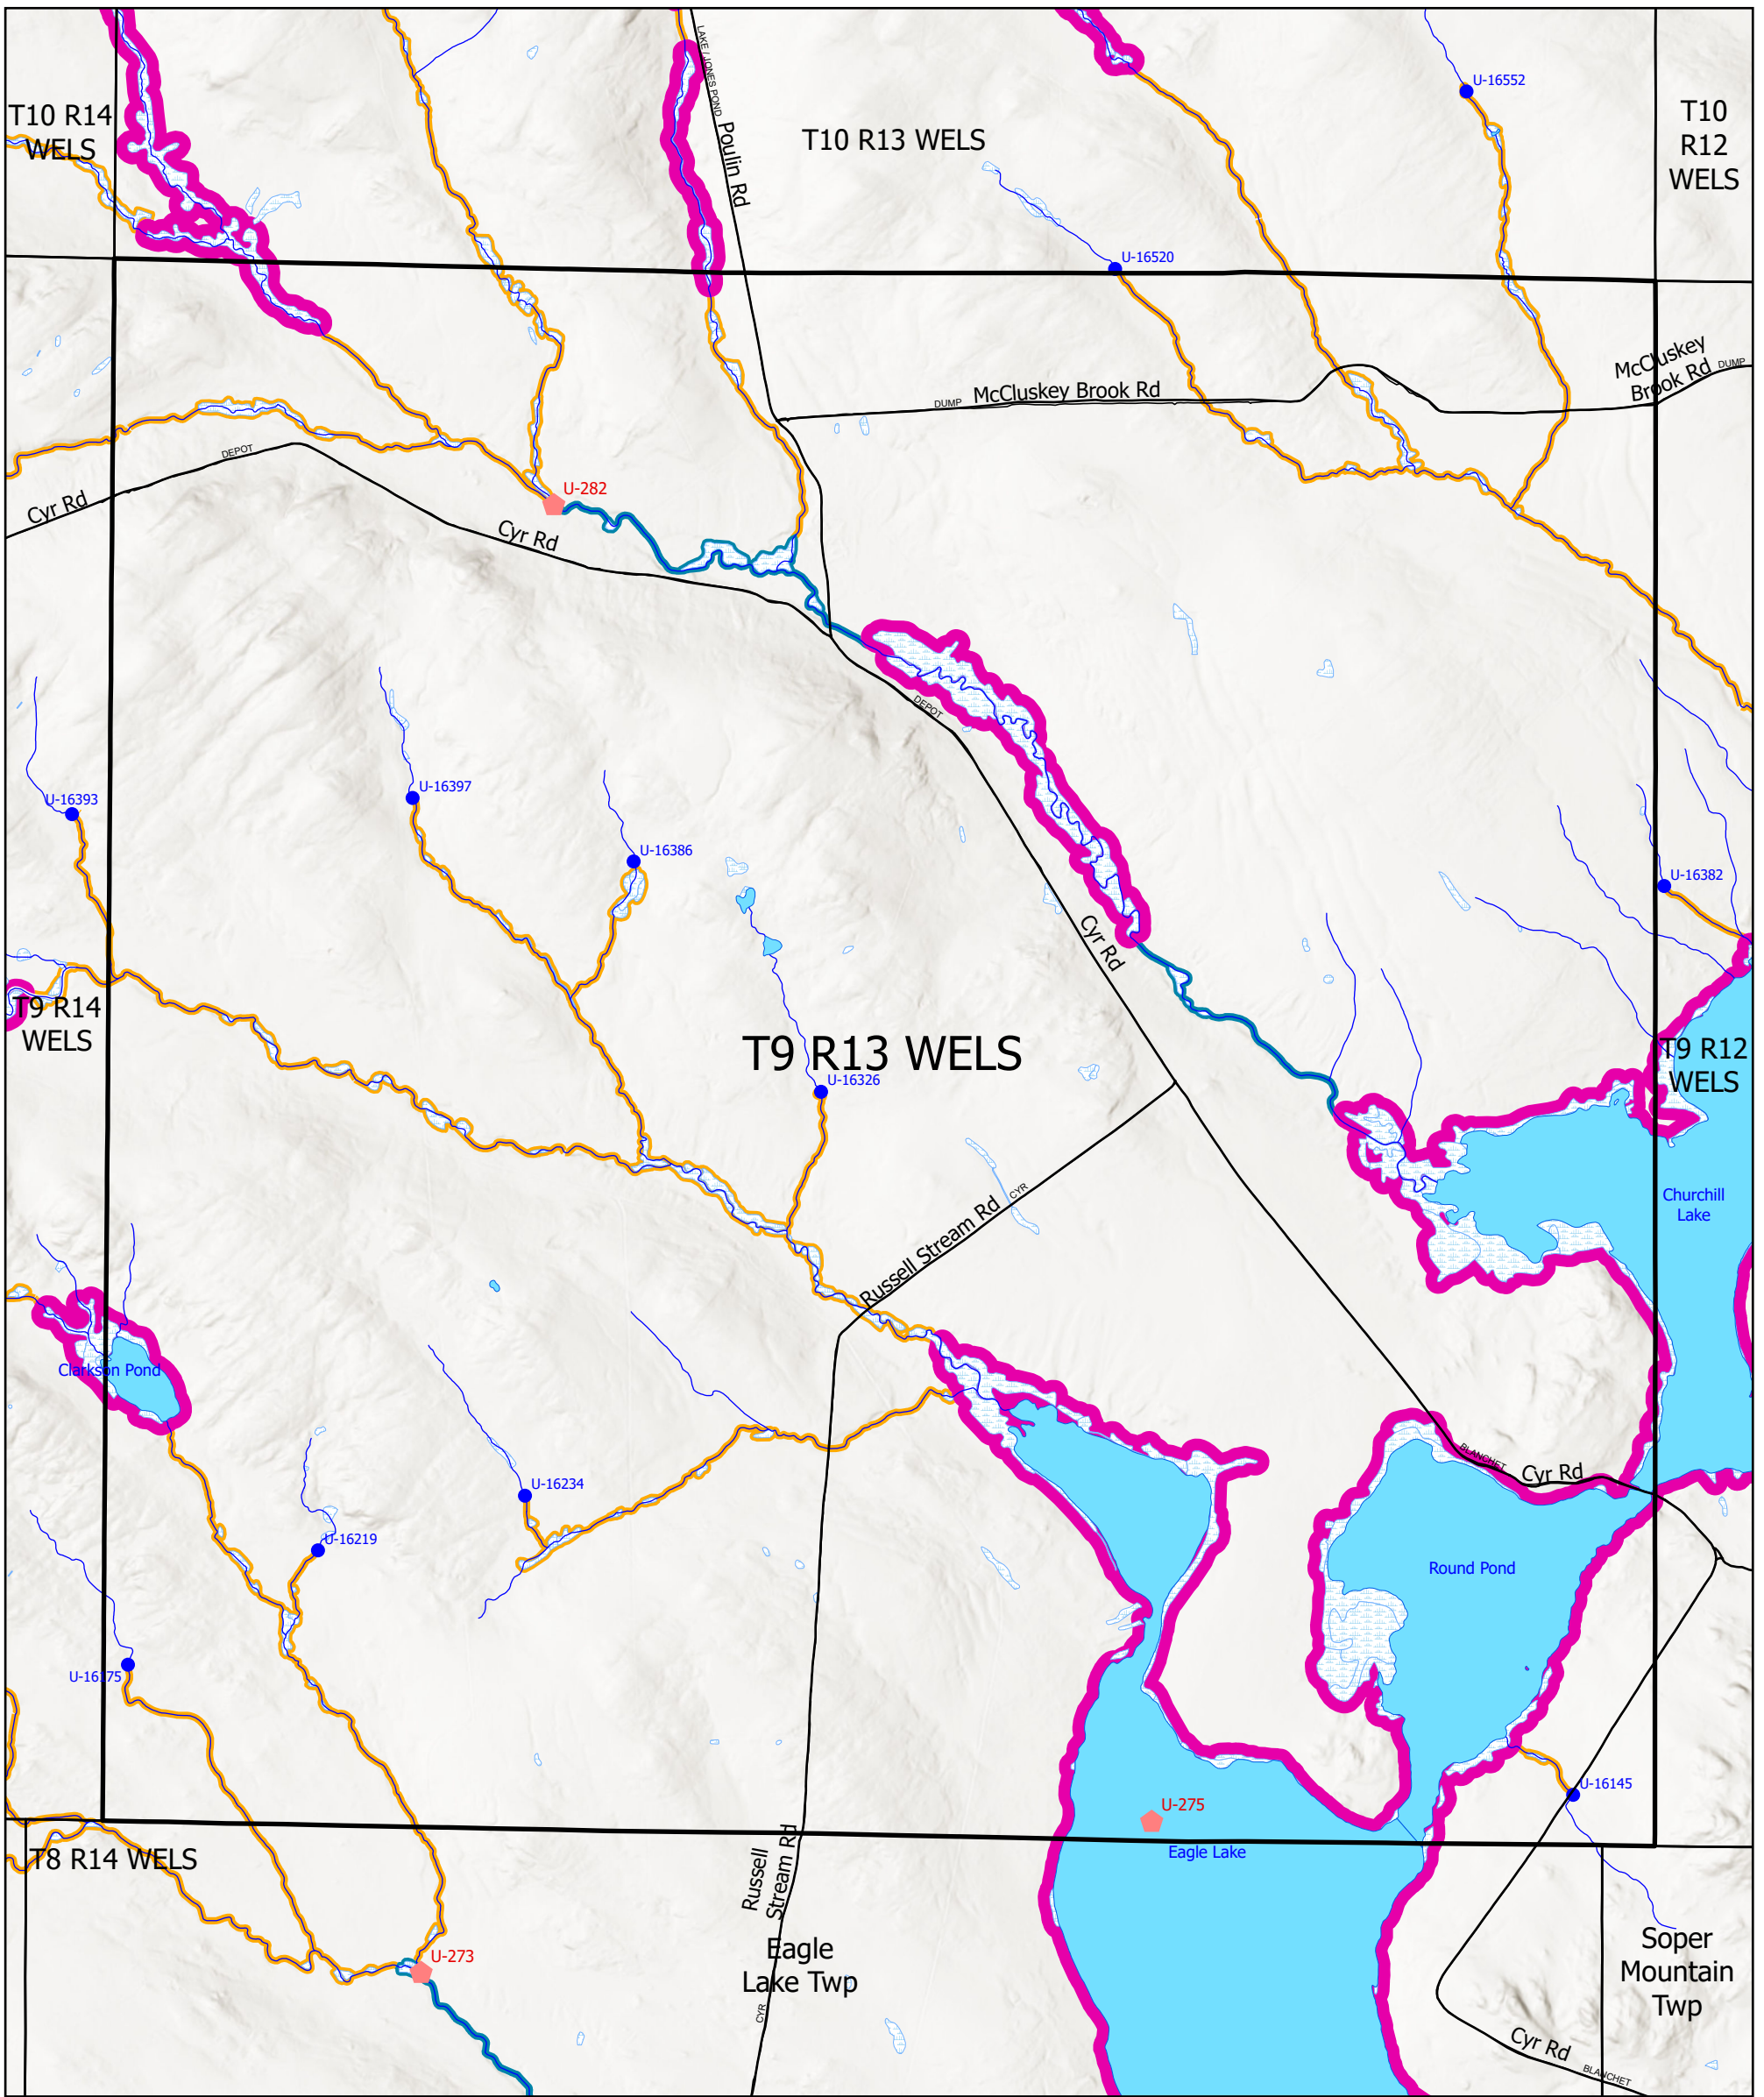 LAKE / JONES POND
Poulin Rd
U-16552
T10 R14
WELS
T10 R13 WELS
T10
R12
WELS
U-16520
McCluskey
Brook Rd
DUMP
DUMP
McCluskey Brook Rd
DEPOT
U-282
Cyr Rd
Cyr Rd
DEPOT
U-16397
U-16393
U-16386
U-16382
Cyr Rd
T9 R14
WELS
T9 R13 WELS
T9 R12
WELS
U-16326
Russell Stream Rd
CYR
Churchill
Lake
Clarkson Pond
BLANCHET
Cyr Rd
U-16234
U-16219
Round Pond
U-16175
U-16145
U-275
Eagle Lake
T8 R14 WELS
Russell
Stream Rd
U-273
Eagle
Lake Twp
CYR
Soper
Mountain
Twp
Cyr Rd
BLANCHET